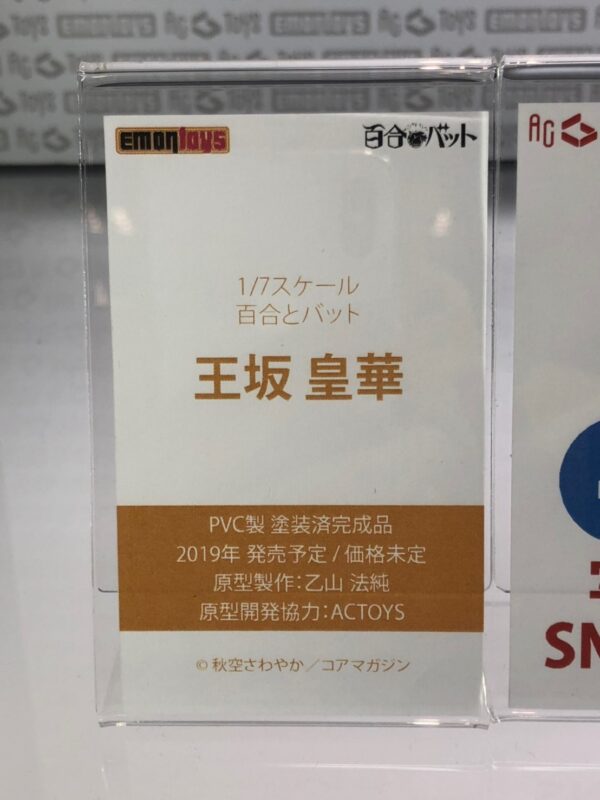 emontoys
百合とバット
1/7スケール
百合とバット
王坂 皇華
PVC製 塗装済完成品
2019年 発売予定 / 価格未定
原型製作：乙山 法純
原型開発協力：ACTOYS
© 秋空さわやか／コアマガジン
AC
SN